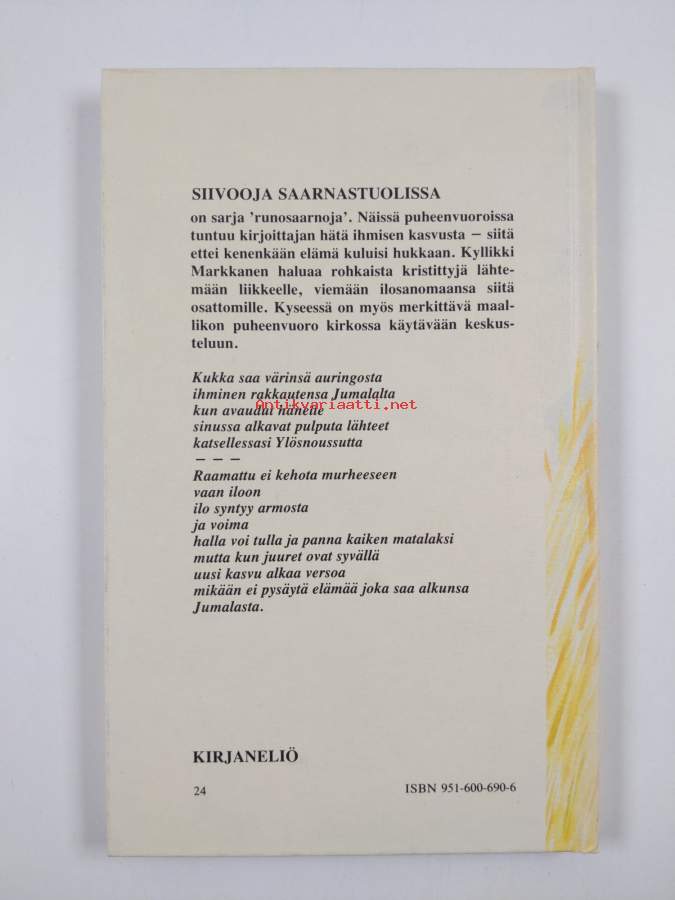 SIIVOOJA SAARNASTUOLISSA
on sarja 'runosaarnoja'. Näissä puheenvuoroissa
tuntuu kirjoittajan hätä ihmisen kasvusta – siitä
ettei kenenkään elämä kuluisi hukkaan. Kyllikki
Markkanen haluaa rohkaista kristittyjä lähte-
mään liikkeelle, viemään ilosanomaansa siitä
osattomille. Kyseessä on myös merkittävä maal-
likon puheenvuoro kirkossa käytävään keskus-
teluun.
Kukka saa värinsä auringosta
ihminen rakkautensa Jumalalta
Antikvariaatti.net
kun avaudut hänelle
sinussa alkavat pulputa lähteet
katsellessasi Ylösnoussutta
– – –
Raamattu ei kehota murheeseen
vaan iloon
ilo syntyy armosta
ja voima
halla voi tulla ja panna kaiken matalaksi
mutta kun juuret ovat syvällä
uusi kasvu alkaa versoa
mikään ei pysäytä elämää joka saa alkunsa
Jumalasta.
KIRJANELIÖ
24
ISBN 951-600-690-6